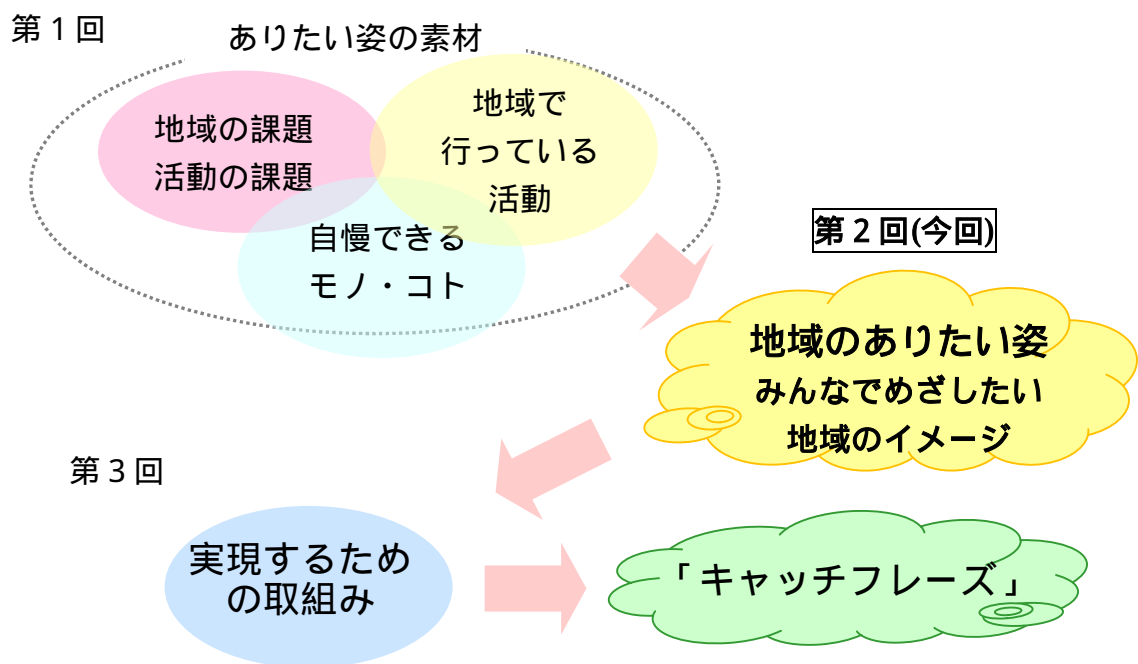 第1回
ありたい姿の素材
地域の課題
活動の課題
地域で
行っている
活動
自慢できる
モノ・コト
第2回(今回)
地域のありたい姿
みんなでめざしたい
地域のイメージ
第3回
実現するため
の取組み
「キャッチフレーズ」